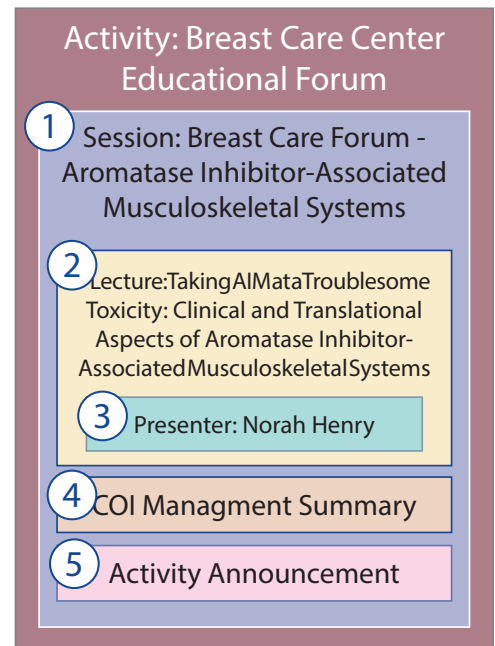 Activity: Breast Care Center
Educational Forum
1
Session: Breast Care Forum -
Aromatase Inhibitor-Associated
Musculoskeletal Systems
2
Lecture:TakingAIMataTroublesome
Toxicity: Clinical and Translational
Aspects of Aromatase Inhibitor-
AssociatedMusculoskeletalSystems
3
Presenter: Norah Henry
4
COI Managment Summary
5
Activity Announcement